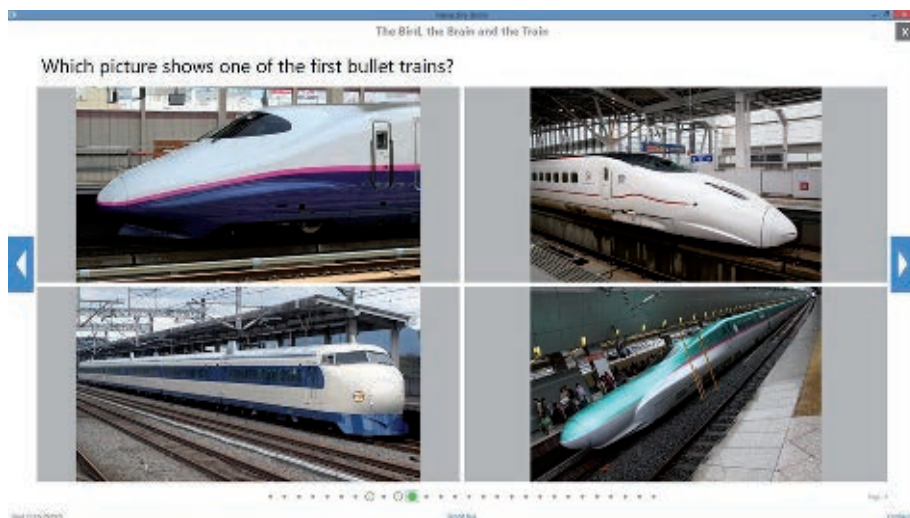 The Bird, the Brain and the Train
X
Which picture shows one of the first bullet trains?